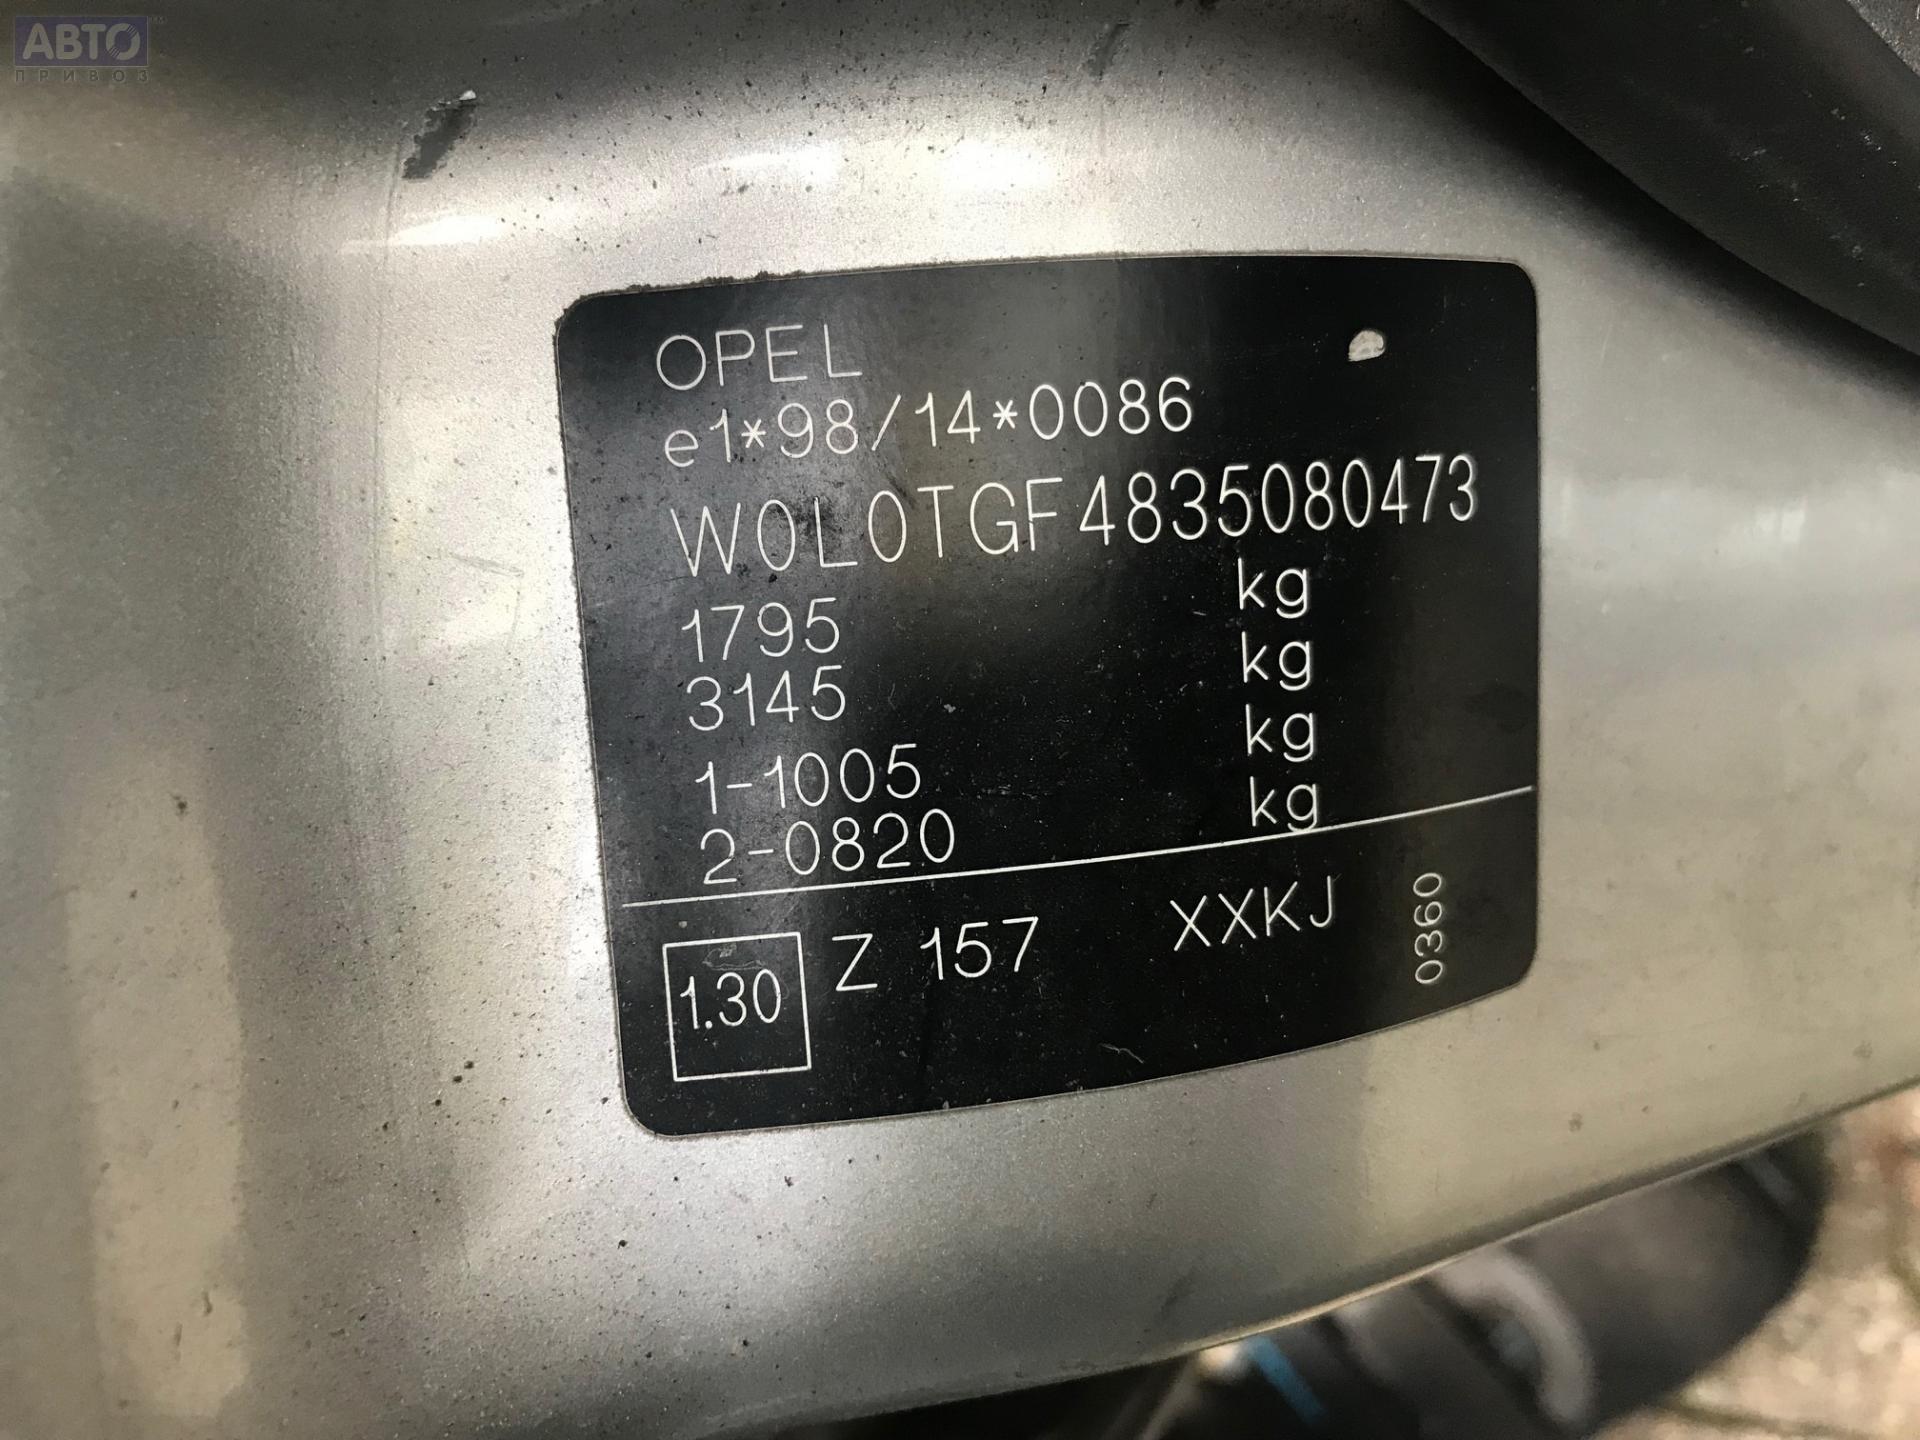 АВТО
ПРИВОЗ
OPEL
e1*98/14*0086
W0L0TGF4835080473
1795 kg
3145 kg
1-1005 kg
2-0820 kg
1.30 Z 157 XXKJ 0360